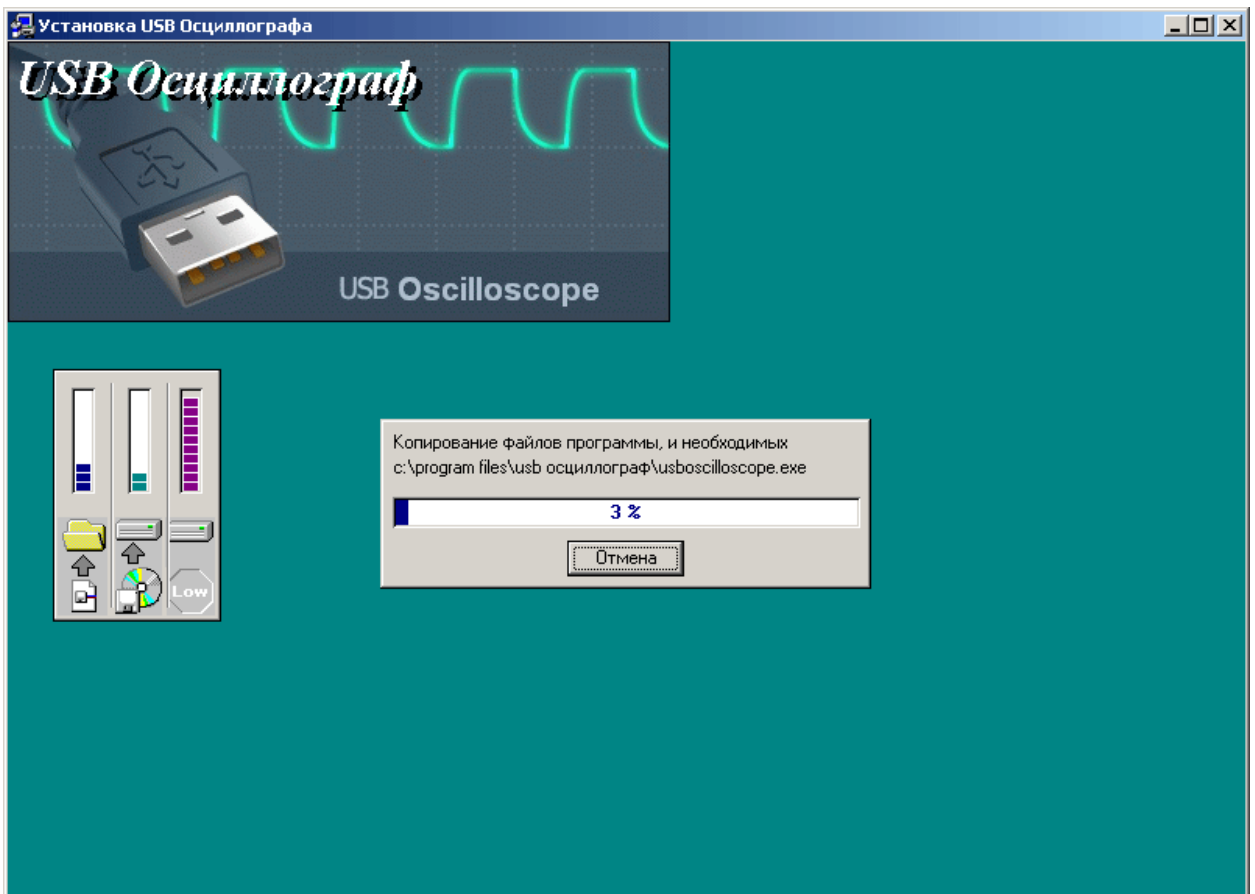 Установка USB Осциллографа
USB Осциллограф
USB Oscilloscope
Копирование файлов программы, и необходимых
c:\program files\usb осциллограф\usboscilloscope.exe
3 %
Отмена
Low